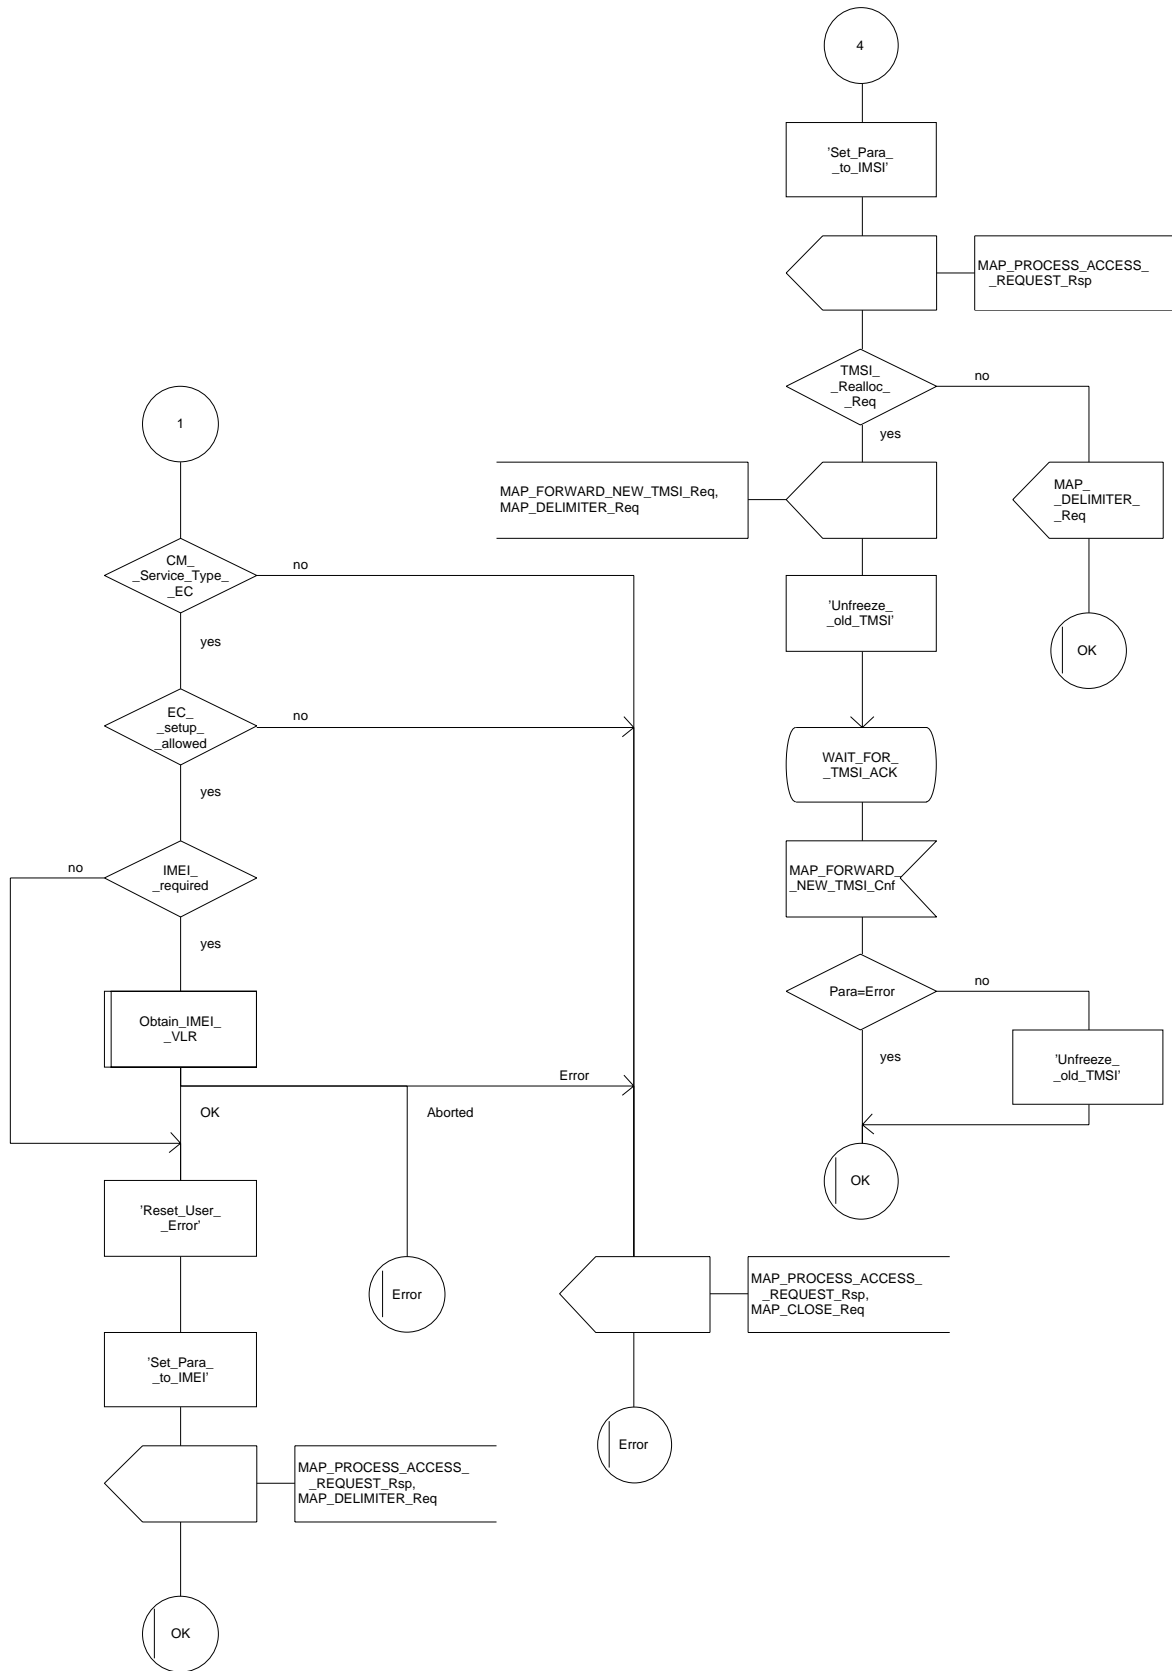 4
'Set_Para_
_to_IMSI'
MAP_PROCESS_ACCESS_
_REQUEST_Rsp
TMSI_
_Realloc_
_Req
no
yes
MAP_FORWARD_NEW_TMSI_Req,
MAP_DELIMITER_Req
MAP_
_DELIMITER_
_Req
'Unfreeze_
_old_TMSI'
OK
WAIT_FOR_
_TMSI_ACK
MAP_FORWARD_
_NEW_TMSI_Cnf
Para=Error
no
yes
'Unfreeze_
_old_TMSI'
OK
1
CM_
_Service_Type_
_EC
no
yes
EC_
_setup_
_allowed
no
yes
IMEI_
_required
no
yes
Obtain_IMEI_
_VLR
Error
OK
Aborted
'Reset_User_
_Error'
Error
MAP_PROCESS_ACCESS_
_REQUEST_Rsp,
MAP_CLOSE_Req
Error
'Set_Para_
_to_IMEI'
MAP_PROCESS_ACCESS_
_REQUEST_Rsp,
MAP_DELIMITER_Req
OK